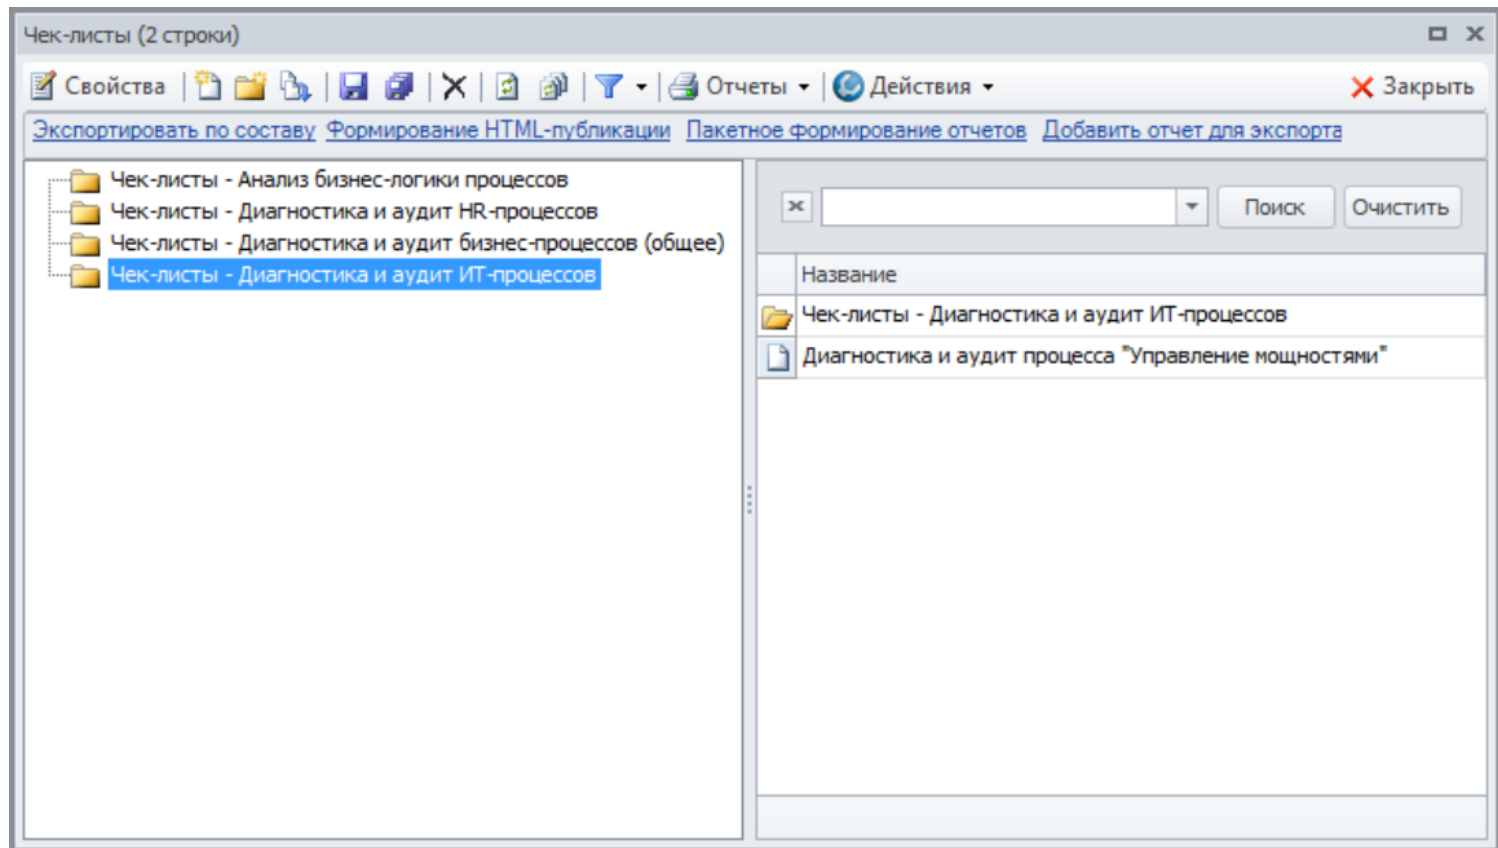 Чек-листы (2 строки)
Свойства Отчеты Действия Закрыть
Экспортировать по составу Формирование HTML-публикации Пакетное формирование отчетов Добавить отчет для экспорта
Чек-листы - Анализ бизнес-логики процессов
Чек-листы - Диагностика и аудит HR-процессов
Чек-листы - Диагностика и аудит бизнес-процессов (общее)
Чек-листы - Диагностика и аудит ИТ-процессов
Поиск Очистить
Название
Чек-листы - Диагностика и аудит ИТ-процессов
Диагностика и аудит процесса "Управление мощностями"